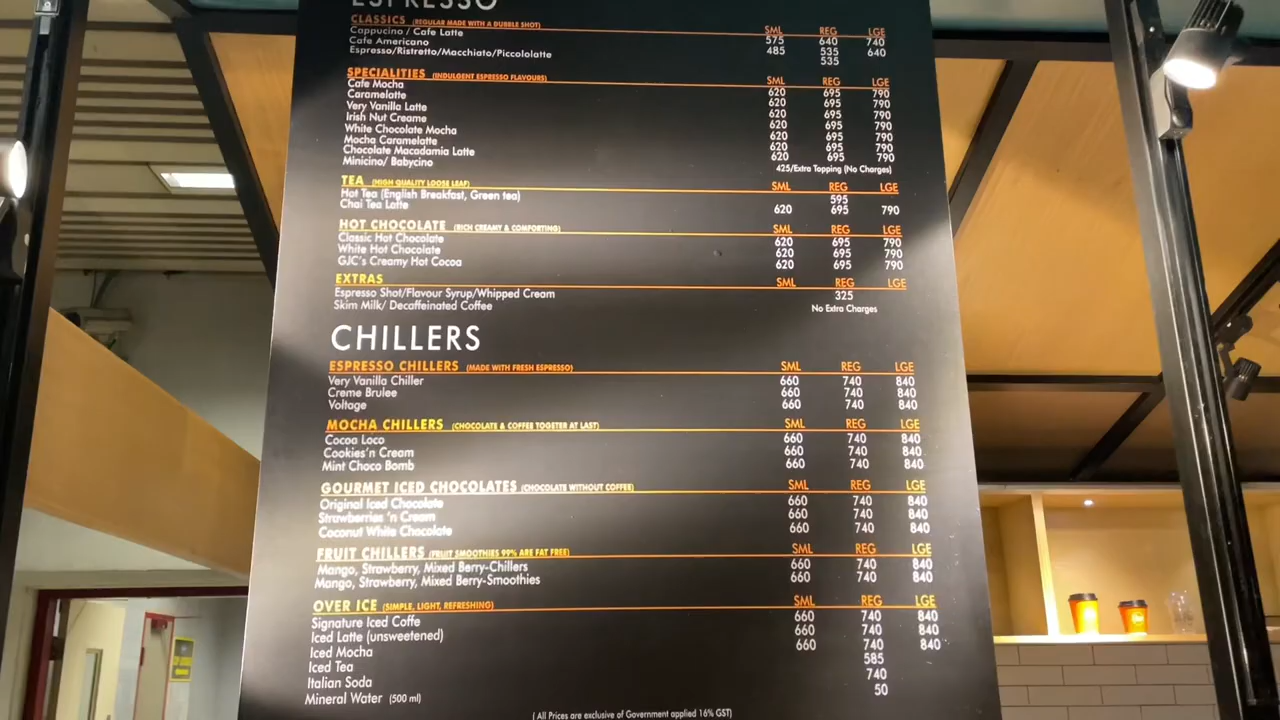 ESPRESSO
CLASSICS (REGULAR MADE WITH A DUBBLE SHOT) SML REG LGE
Cappucino / Cafe Latte 575 640 740
Cafe Americano 485 535 640
Espresso/Ristretto/Macchiato/Piccololatte 535
SPECIALITIES (INDULGENT ESPRESSO FLAVOURS) SML REG LGE
Cafe Mocha 620 695 790
Caramelatte 620 695 790
Very Vanilla Latte 620 695 790
Irish Nut Creame 620 695 790
White Chocolate Mocha 620 695 790
Mocha Caramelatte 620 695 790
Chocolate Macadamia Latte 620 695 790
Minicino/ Babycino 425/Extra Topping (No Charges)
TEA (HIGH QUALITY LOOSE LEAF) SML REG LGE
Hot Tea (English Breakfast, Green tea) 595
Chai Tea Latte 620 695 790
HOT CHOCOLATE (RICH CREAMY & COMFORTING) SML REG LGE
Classic Hot Chocolate 620 695 790
White Hot Chocolate 620 695 790
GJC's Creamy Hot Cocoa 620 695 790
EXTRAS SML REG LGE
Espresso Shot/Flavour Syrup/Whipped Cream 325
Skim Milk/ Decaffeinated Coffee No Extra Charges
CHILLERS
ESPRESSO CHILLERS (MADE WITH FRESH ESPRESSO) SML REG LGE
Very Vanilla Chiller 660 740 840
Creme Brulee 660 740 840
Voltage 660 740 840
MOCHA CHILLERS (CHOCOLATE & COFFEE TOGETER AT LAST) SML REG LGE
Cocoa Loco 660 740 840
Cookies'n Cream 660 740 840
Mint Choco Bomb 660 740 840
GOURMET ICED CHOCOLATES (CHOCOLATE WITHOUT COFFEE) SML REG LGE
Original Iced Chocolate 660 740 840
Strawberries 'n Cream 660 740 840
Coconut White Chocolate 660 740 840
FRUIT CHILLERS (FRUIT SMOOTHIES 99% ARE FAT FREE) SML REG LGE
Mango, Strawberry, Mixed Berry-Chillers 660 740 840
Mango, Strawberry, Mixed Berry-Smoothies 660 740 840
OVER ICE (SIMPLE, LIGHT, REFRESHING) SML REG LGE
Signature Iced Coffe 660 740 840
Iced Latte (unsweetened) 660 740 840
Iced Mocha 660 740 840
Iced Tea 585
Italian Soda 740
Mineral Water (500 ml) 50
( All Prices are exclusive of Government applied 16% GST)